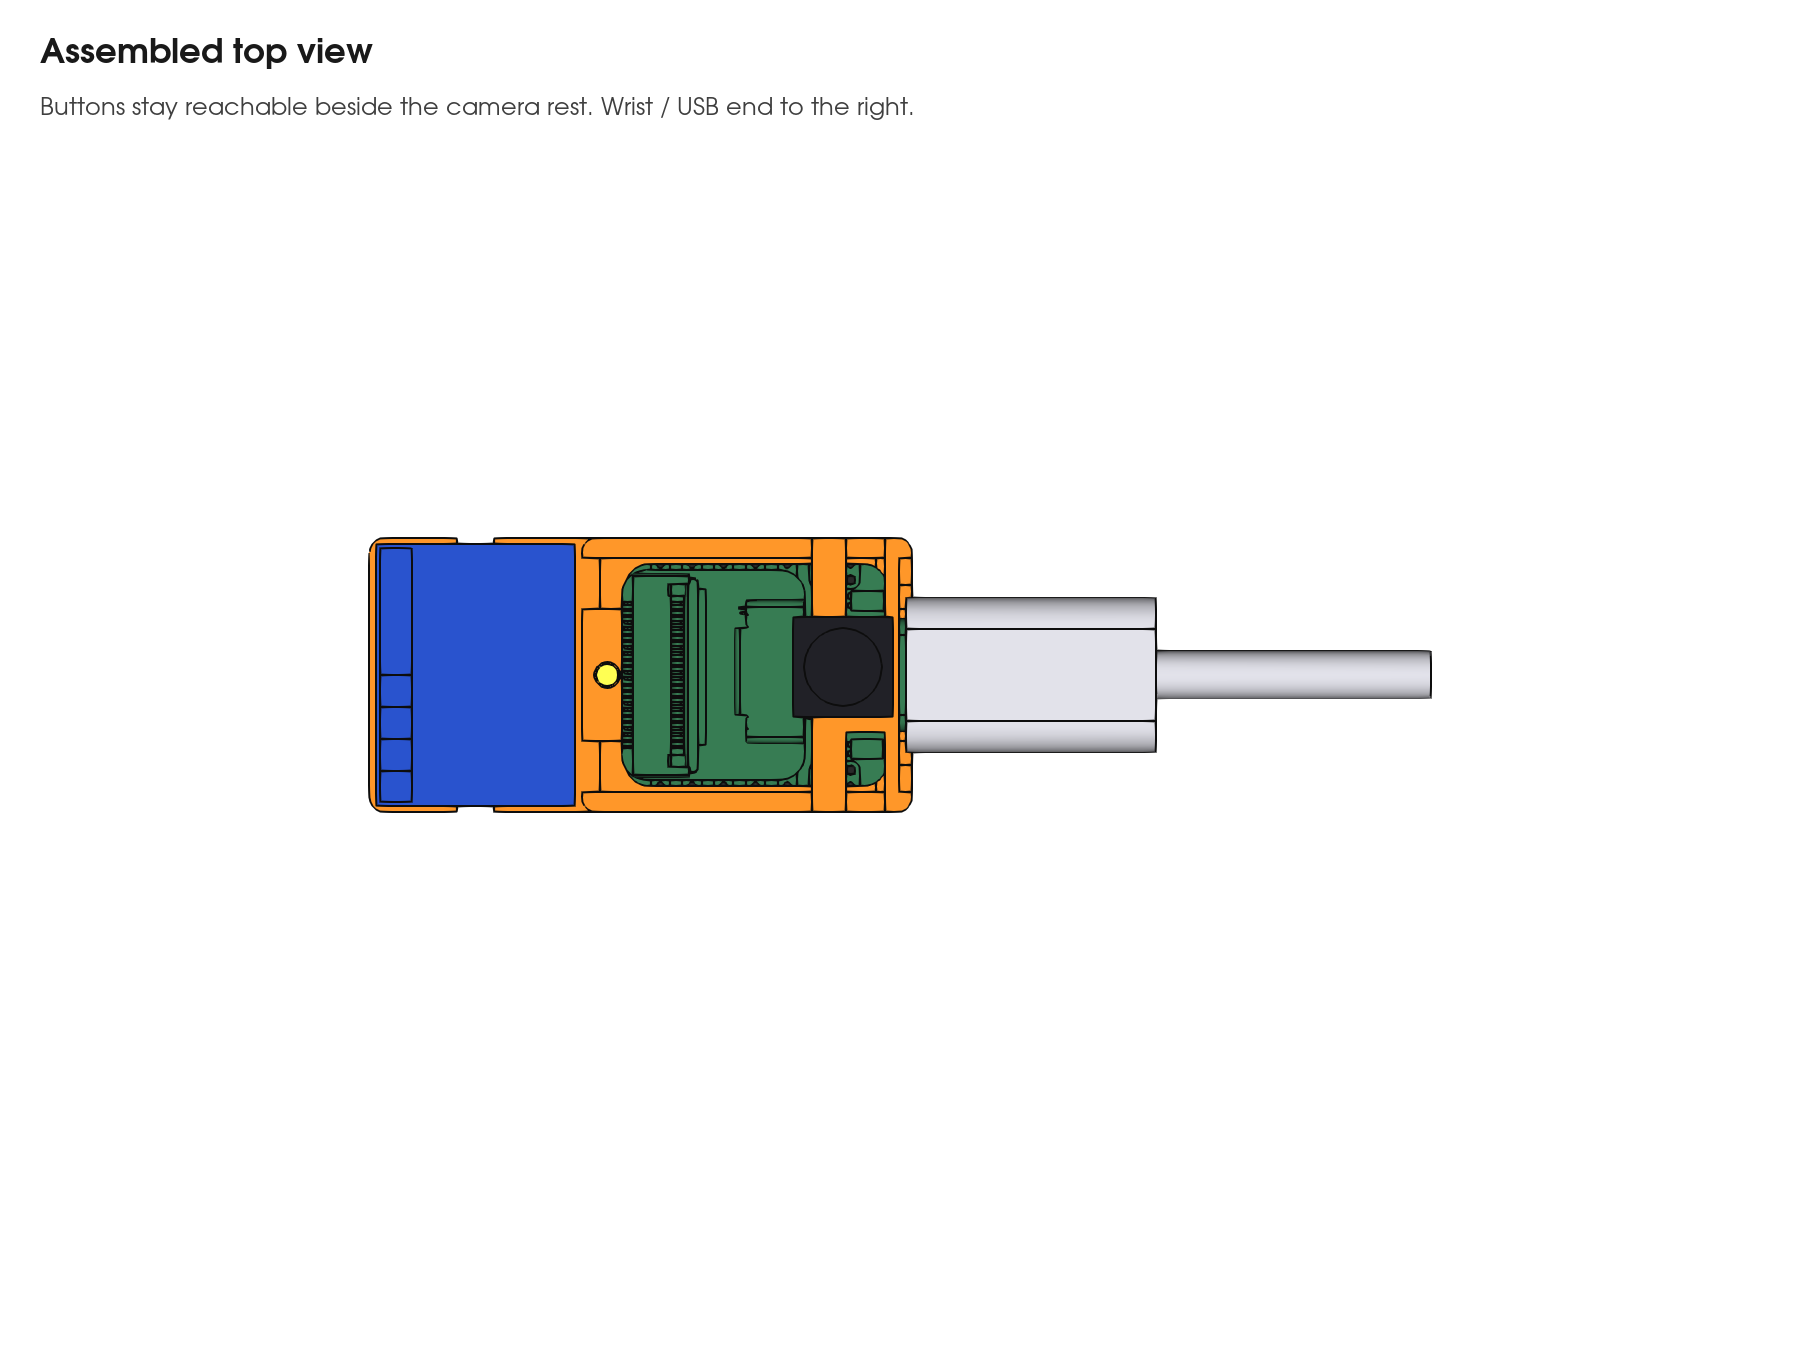 Assembled top view
Buttons stay reachable beside the camera rest. Wrist / USB end to the right.